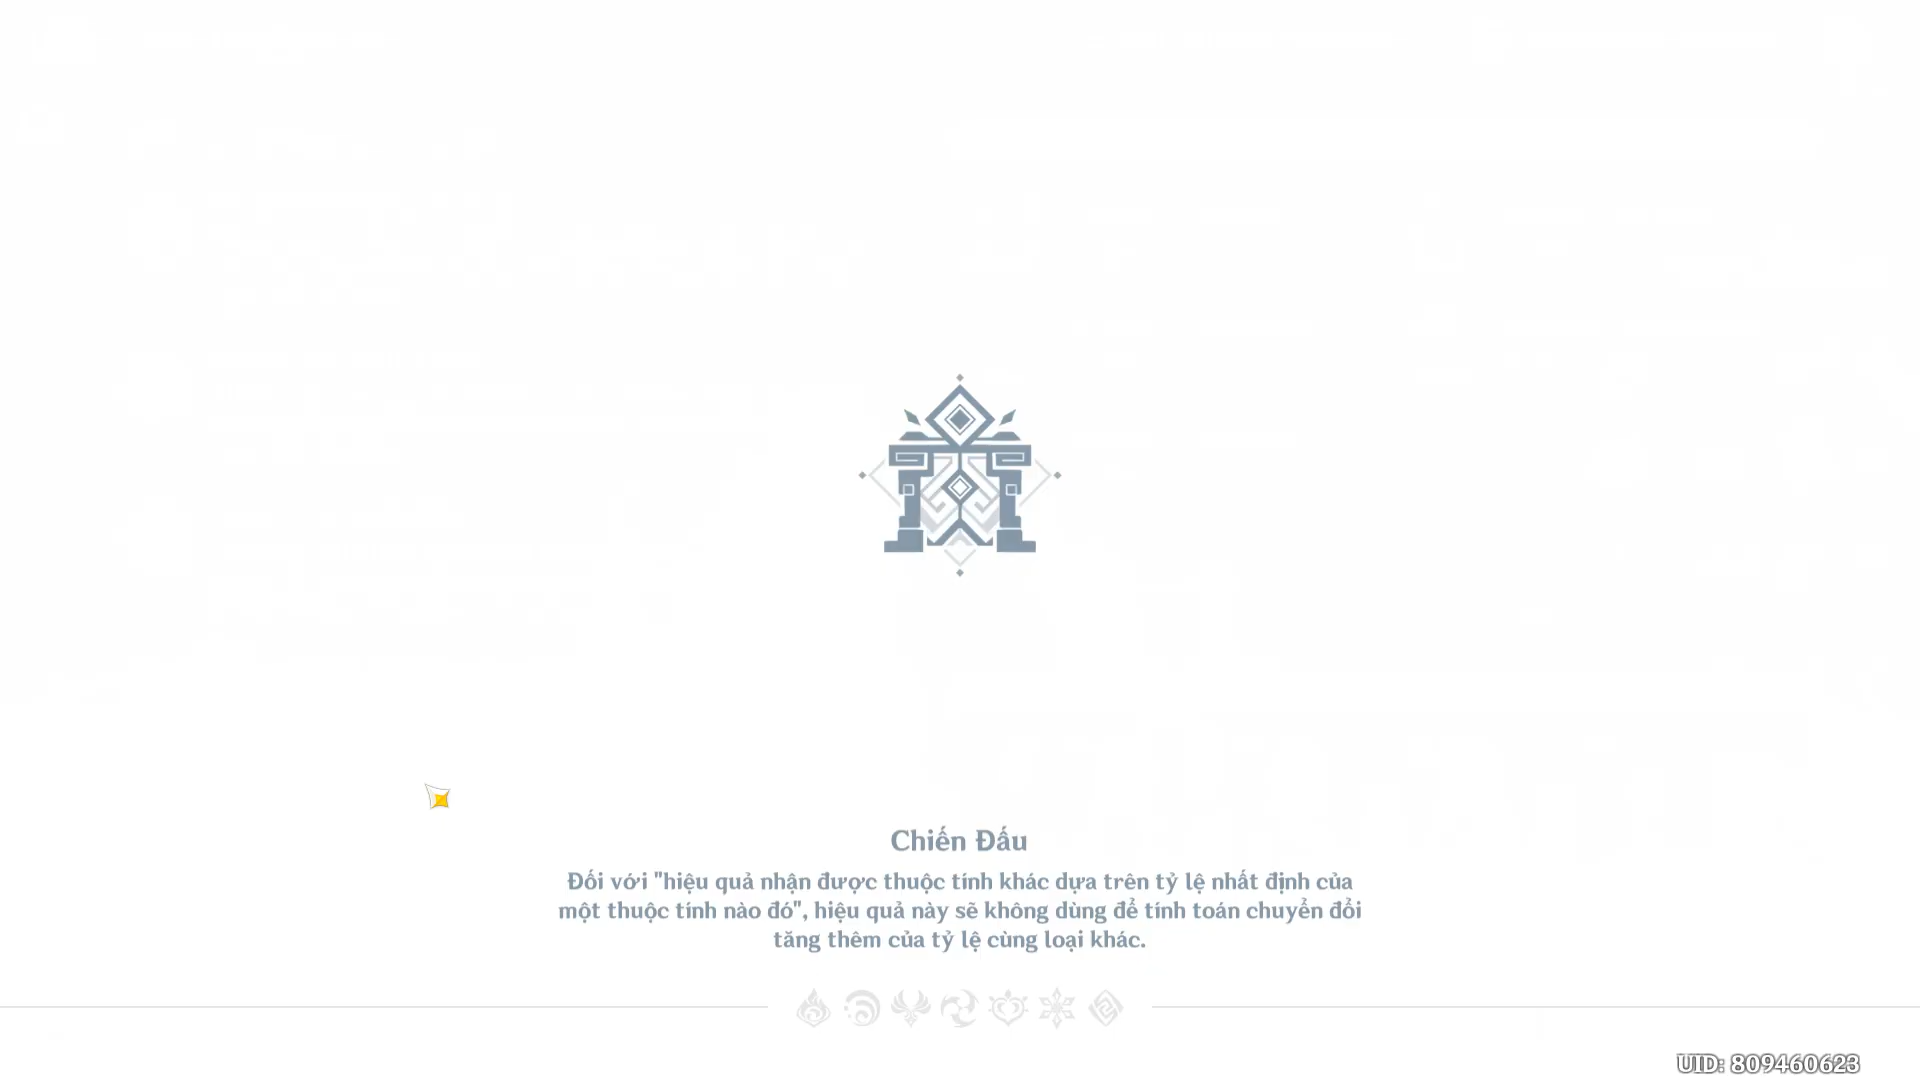 Chiến Đấu
Đối với "hiệu quả nhận được thuộc tính khác dựa trên tỷ lệ nhất định của
một thuộc tính nào đó", hiệu quả này sẽ không dùng để tính toán chuyển đổi
tăng thêm của tỷ lệ cùng loại khác.
UID: 809460623